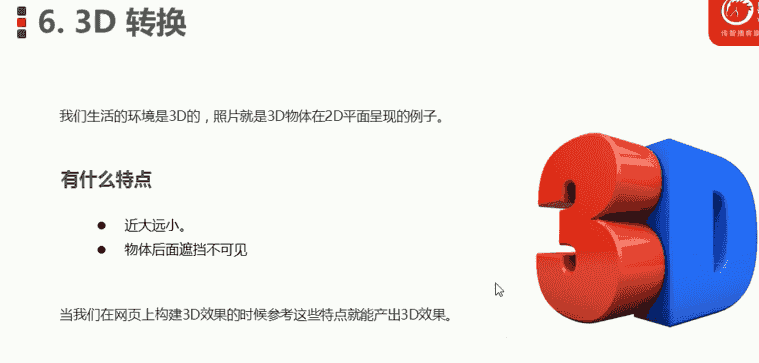 6. 3D 转换
传智播客
我们生活的环境是3D的，照片就是3D物体在2D平面呈现的例子。
有什么特点
● 近大远小。
● 物体后面遮挡不可见
当我们在网页上构建3D效果的时候参考这些特点就能产出3D效果。
3D